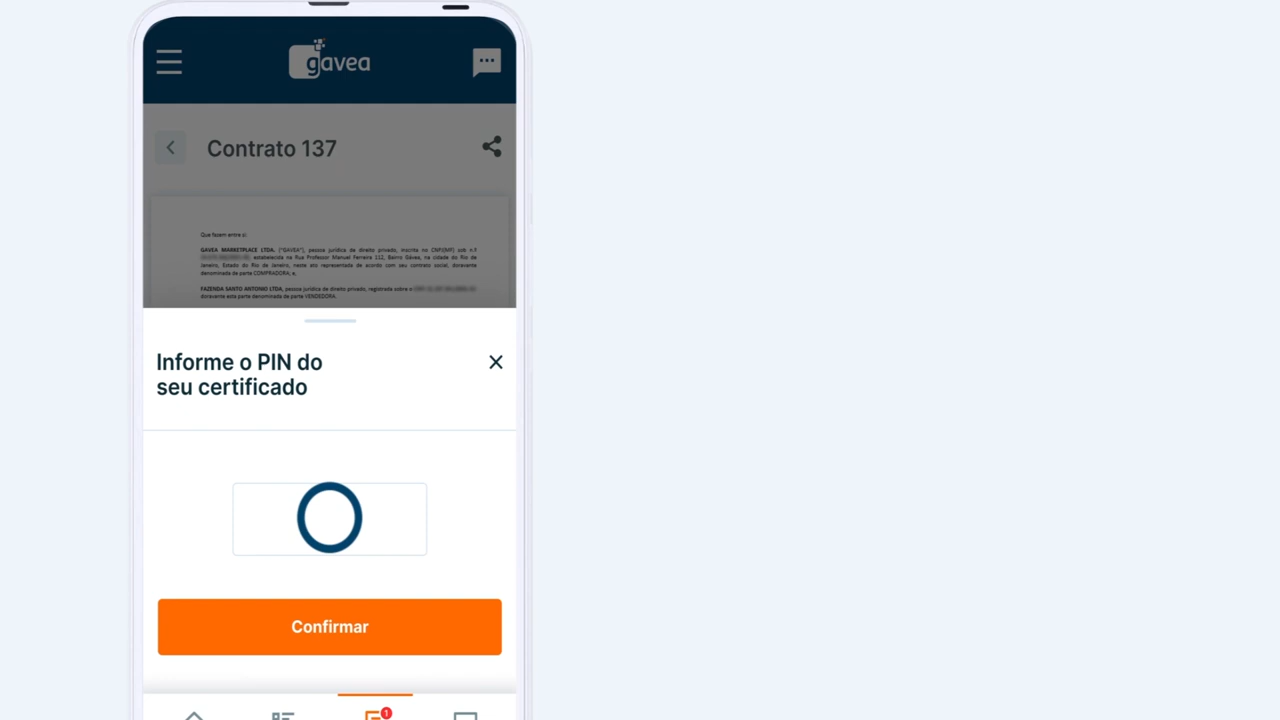 gavea
Contrato 137
Que fazem entre si:
GAVEA MARKETPLACE LTDA. ("GAVEA"), pessoa jurídica de direito privado, inscrita no CNPJ(MF) sob n.º
estabelecida na Rua Professor Manuel Ferreira 112, Bairro Gávea, na cidade do Rio de
Janeiro, Estado do Rio de Janeiro, neste ato representada de acordo com seu contrato social, doravante
denominada de parte COMPRADORA; e,
FAZENDA SANTO ANTONIO LTDA, pessoa jurídica de direito privado, registrada sobre o
doravante esta parte denominada de parte VENDEDORA.
Informe o PIN do
seu certificado
Confirmar
1